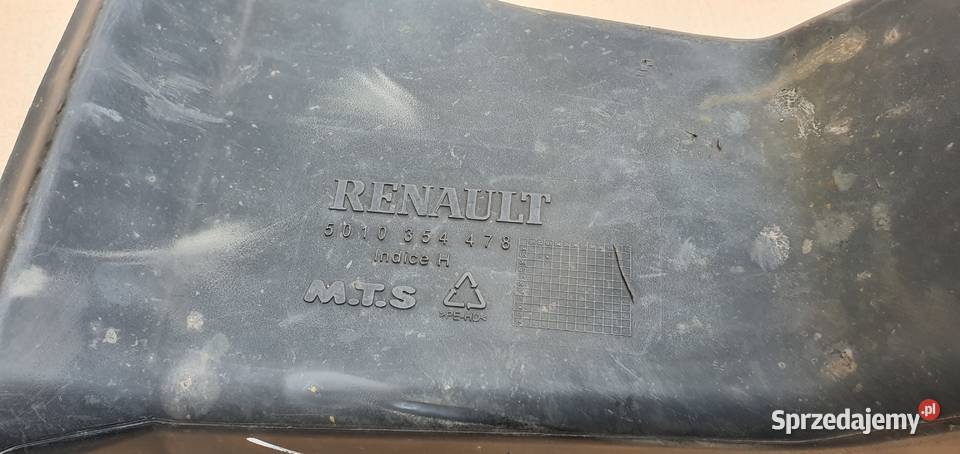 RENAULT
5010 354 478
Indice H
M.T.S
>PE-HD<
Sprzedajemy.pl